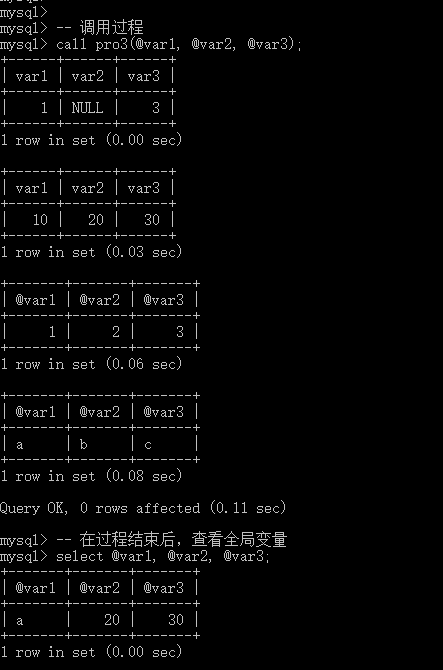 mysql>
mysql> -- 调用过程
mysql> call pro3(@var1, @var2, @var3);
+------+------+------+
| var1 | var2 | var3 |
+------+------+------+
|    1 | NULL |    3 |
+------+------+------+
1 row in set (0.00 sec)
+------+------+------+
| var1 | var2 | var3 |
+------+------+------+
|   10 |   20 |   30 |
+------+------+------+
1 row in set (0.03 sec)
+-------+-------+-------+
| @var1 | @var2 | @var3 |
+-------+-------+-------+
|     1 |     2 |     3 |
+-------+-------+-------+
1 row in set (0.06 sec)
+-------+-------+-------+
| @var1 | @var2 | @var3 |
+-------+-------+-------+
| a     | b     | c     |
+-------+-------+-------+
1 row in set (0.08 sec)
Query OK, 0 rows affected (0.11 sec)
mysql> -- 在过程结束后，查看全局变量
mysql> select @var1, @var2, @var3;
+-------+-------+-------+
| @var1 | @var2 | @var3 |
+-------+-------+-------+
| a     |    20 |    30 |
+-------+-------+-------+
1 row in set (0.00 sec)